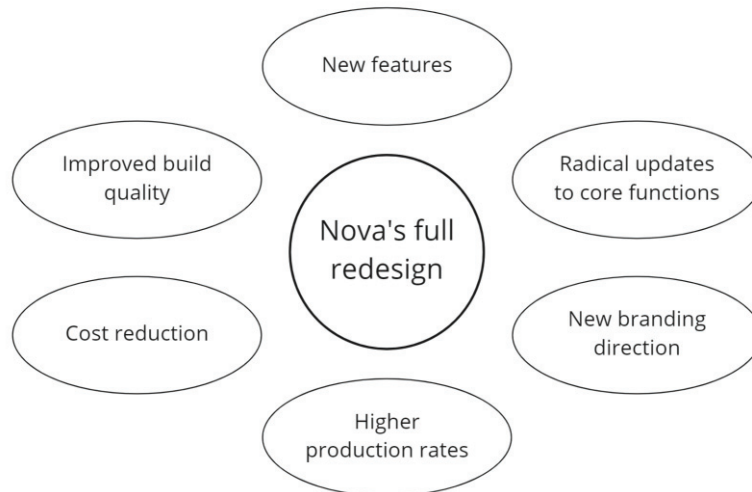 New features
Improved build
quality
Radical updates
to core functions
Nova's full
redesign
Cost reduction
New branding
direction
Higher
production rates